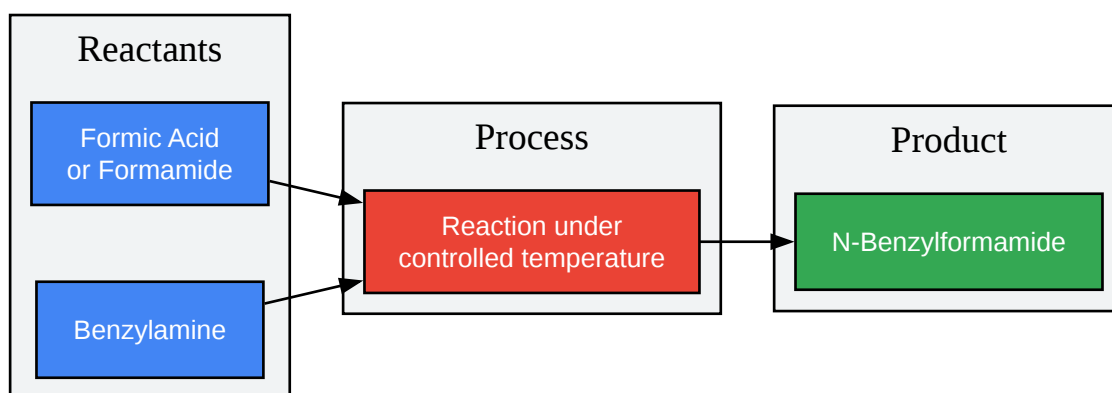 Reactants
Formic Acid
or Formamide
Benzylamine
Process
Reaction under
controlled temperature
Product
N-Benzylformamide